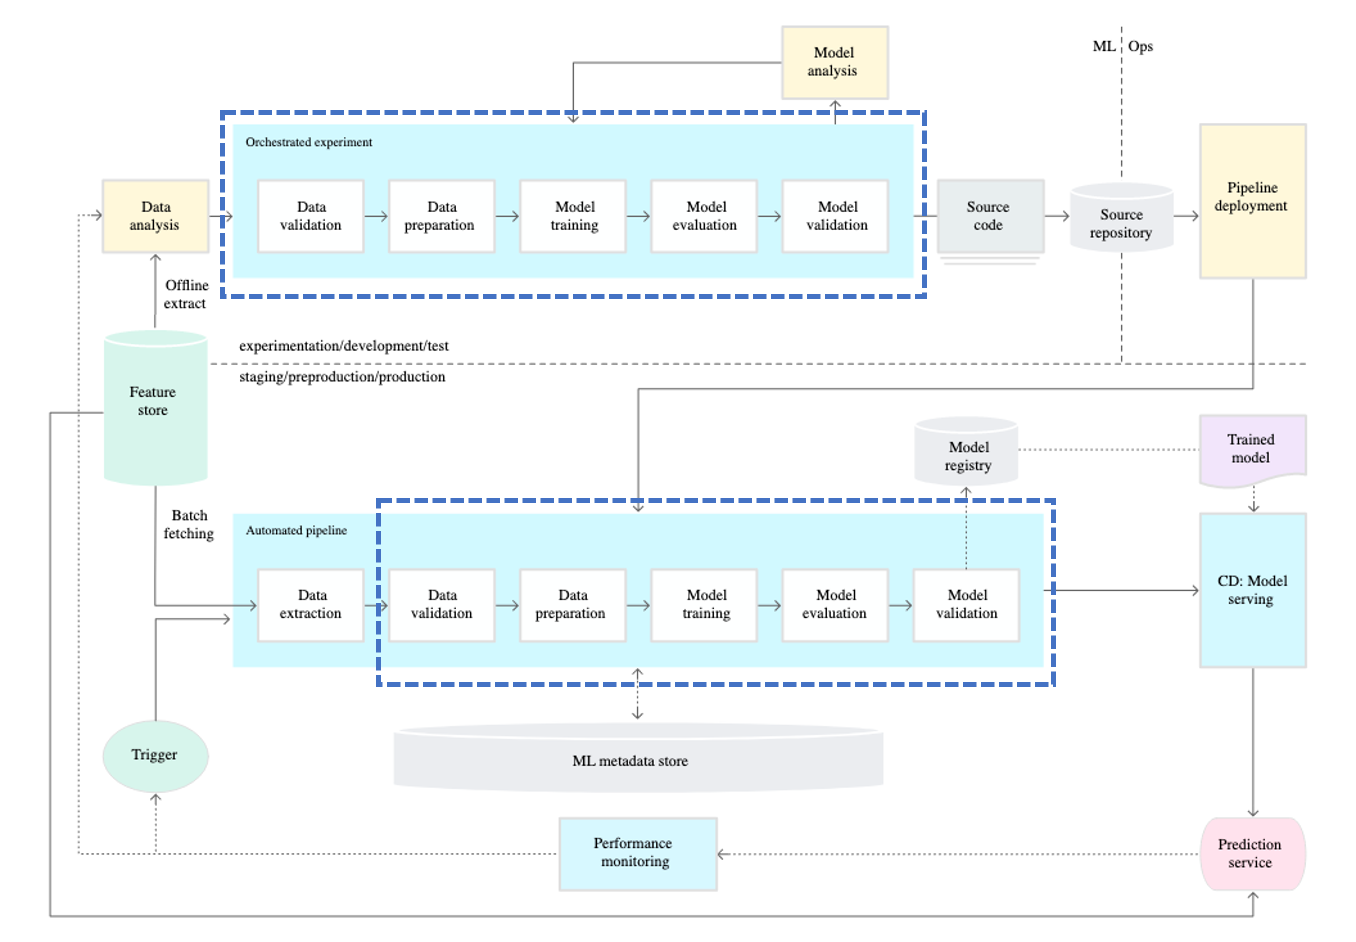 Model
analysis
ML
Ops
Orchestrated experiment
Data
analysis
Data
validation
Data
preparation
Model
training
Model
evaluation
Model
validation
Source
code
Source
repository
Pipeline
deployment
Offline
extract
experimentation/development/test
staging/preproduction/production
Feature
store
Model
registry
Trained
model
Batch
fetching
Automated pipeline
Data
extraction
Data
validation
Data
preparation
Model
training
Model
evaluation
Model
validation
CD: Model
serving
Trigger
ML metadata store
Performance
monitoring
Prediction
service